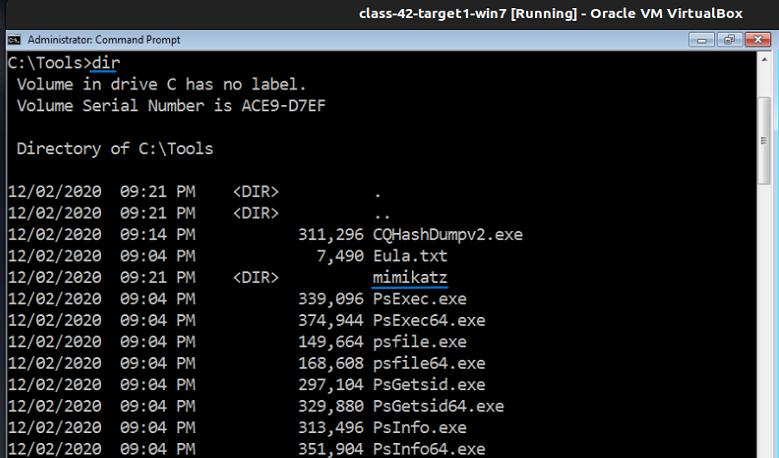 class-42-target1-win7 [Running] - Oracle VM VirtualBox
Administrator: Command Prompt
C:\Tools>dir
 Volume in drive C has no label.
 Volume Serial Number is ACE9-D7EF
 Directory of C:\Tools
12/02/2020  09:21 PM    <DIR>          .
12/02/2020  09:21 PM    <DIR>          ..
12/02/2020  09:14 PM           311,296 CQHashDumpv2.exe
12/02/2020  09:04 PM             7,490 Eula.txt
12/02/2020  09:21 PM    <DIR>          mimikatz
12/02/2020  09:04 PM           339,096 PsExec.exe
12/02/2020  09:04 PM           374,944 PsExec64.exe
12/02/2020  09:04 PM           149,664 psfile.exe
12/02/2020  09:04 PM           168,608 psfile64.exe
12/02/2020  09:04 PM           297,104 PsGetsid.exe
12/02/2020  09:04 PM           329,880 PsGetsid64.exe
12/02/2020  09:04 PM           313,496 PsInfo.exe
12/02/2020  09:04 PM           351,904 PsInfo64.exe